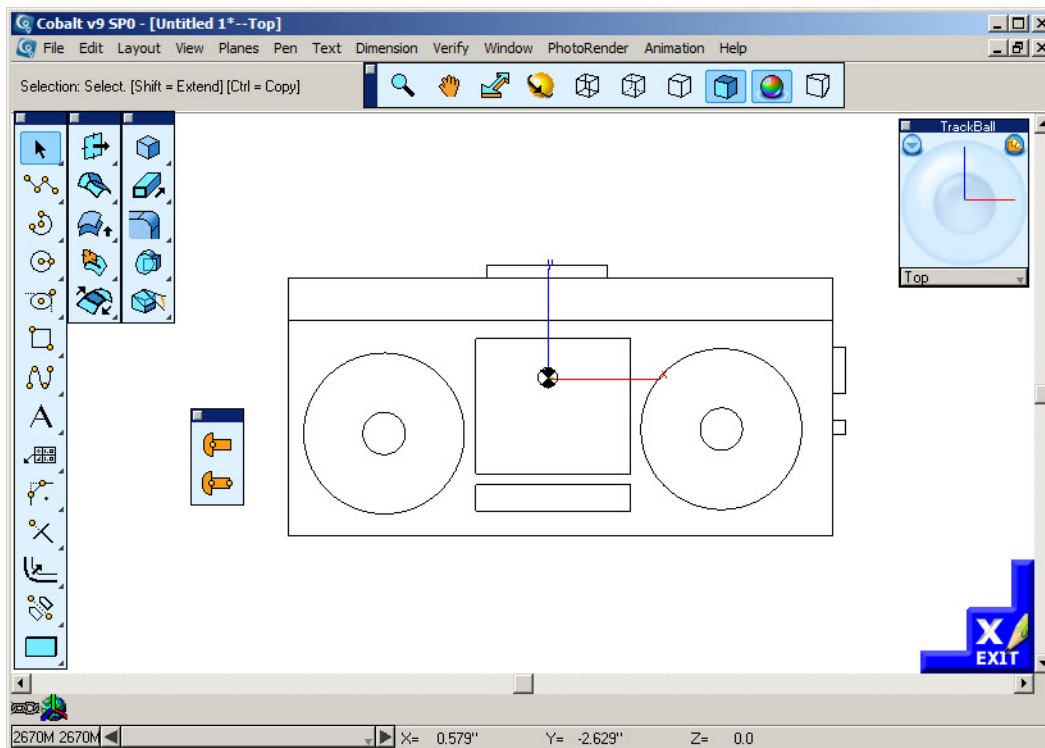 Cobalt v9 SP0 - [Untitled 1*--Top]
File Edit Layout View Planes Pen Text Dimension Verify Window PhotoRender Animation Help
Selection: Select. [Shift = Extend] [Ctrl = Copy]
TrackBall
Top
y
x
A
X
EXIT
2670M 2670M X= 0.579" Y= -2.629" Z= 0.0